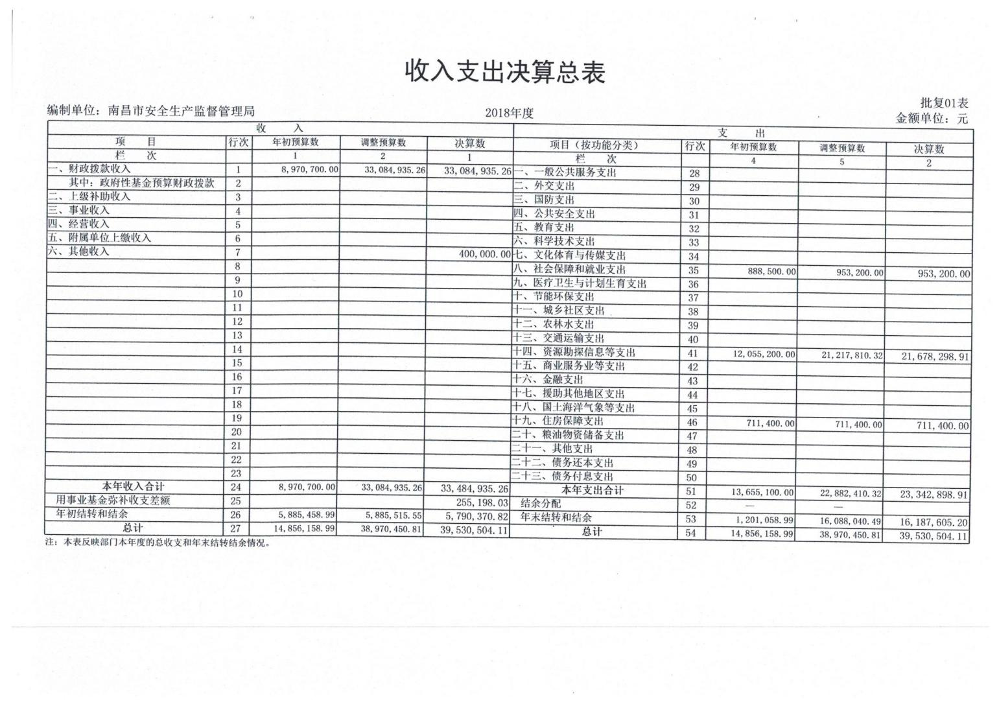 收入支出决算总表
批复01表
编制单位：南昌市安全生产监督管理局 2018年度 金额单位：元
收 入 支 出
项 目 行次 年初预算数 调整预算数 决算数 项目（按功能分类） 行次 年初预算数 调整预算数 决算数
栏 次 1 2 1 栏 次 4 5 2
一、财政拨款收入 1 8,970,700.00 33,084,935.26 33,084,935.26 一、一般公共服务支出 28
其中：政府性基金预算财政拨款 2 二、外交支出 29
二、上级补助收入 3 三、国防支出 30
三、事业收入 4 四、公共安全支出 31
四、经营收入 5 五、教育支出 32
五、附属单位上缴收入 6 六、科学技术支出 33
六、其他收入 7 400,000.00 七、文化体育与传媒支出 34
8 八、社会保障和就业支出 35 888,500.00 953,200.00 953,200.00
9 九、医疗卫生与计划生育支出 36
10 十、节能环保支出 37
11 十一、城乡社区支出 38
12 十二、农林水支出 39
13 十三、交通运输支出 40
14 十四、资源勘探信息等支出 41 12,055,200.00 21,217,810.32 21,678,298.91
15 十五、商业服务业等支出 42
16 十六、金融支出 43
17 十七、援助其他地区支出 44
18 十八、国土海洋气象等支出 45
19 十九、住房保障支出 46 711,400.00 711,400.00 711,400.00
20 二十、粮油物资储备支出 47
21 二十一、其他支出 48
22 二十二、债务还本支出 49
23 二十三、债务付息支出 50
本年收入合计 24 8,970,700.00 33,084,935.26 33,484,935.26 本年支出合计 51 13,655,100.00 22,882,410.32 23,342,898.91
用事业基金弥补收支差额 25 255,198.03 结余分配 52 — —
年初结转和结余 26 5,885,458.99 5,885,515.55 5,790,370.82 年末结转和结余 53 1,201,058.99 16,088,040.49 16,187,605.20
总计 27 14,856,158.99 38,970,450.81 39,530,504.11 总计 54 14,856,158.99 38,970,450.81 39,530,504.11
注：本表反映部门本年度的总收支和年末结转结余情况。